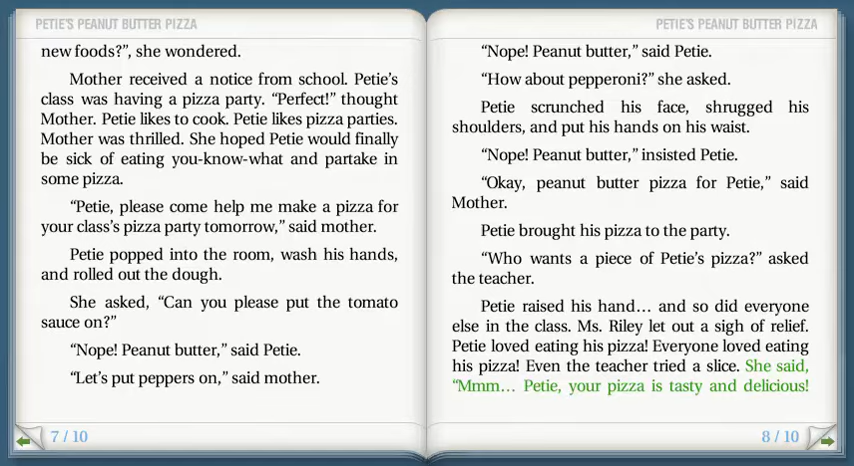 PETIE'S PEANUT BUTTER PIZZA
new foods?”, she wondered.
Mother received a notice from school. Petie’s
class was having a pizza party. “Perfect!” thought
Mother. Petie likes to cook. Petie likes pizza parties.
Mother was thrilled. She hoped Petie would finally
be sick of eating you-know-what and partake in
some pizza.
“Petie, please come help me make a pizza for
your class’s pizza party tomorrow,” said mother.
Petie popped into the room, wash his hands,
and rolled out the dough.
She asked, “Can you please put the tomato
sauce on?”
“Nope! Peanut butter,” said Petie.
“Let’s put peppers on,” said mother.
7 / 10
PETIE'S PEANUT BUTTER PIZZA
“Nope! Peanut butter,” said Petie.
“How about pepperoni?” she asked.
Petie scrunched his face, shrugged his
shoulders, and put his hands on his waist.
“Nope! Peanut butter,” insisted Petie.
“Okay, peanut butter pizza for Petie,” said
Mother.
Petie brought his pizza to the party.
“Who wants a piece of Petie’s pizza?” asked
the teacher.
Petie raised his hand… and so did everyone
else in the class. Ms. Riley let out a sigh of relief.
Petie loved eating his pizza! Everyone loved eating
his pizza! Even the teacher tried a slice. She said,
“Mmm… Petie, your pizza is tasty and delicious!
8 / 10